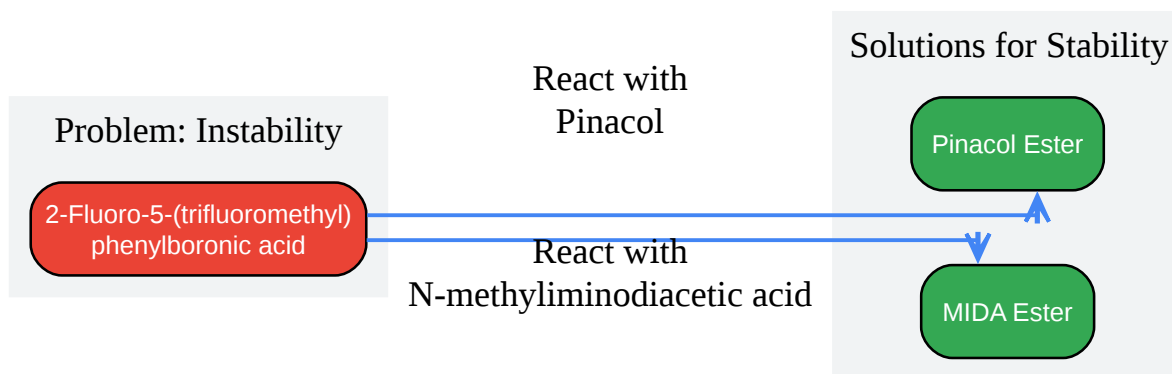 Solutions for Stability
React with
Pinacol
Problem: Instability
Pinacol Ester
2-Fluoro-5-(trifluoromethyl)
phenylboronic acid
React with
N-methyliminodiacetic acid
MIDA Ester